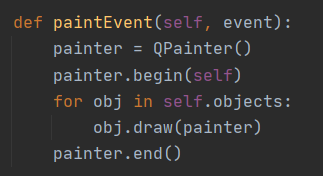 def paintEvent(self, event):
    painter = QPainter()
    painter.begin(self)
    for obj in self.objects:
        obj.draw(painter)
    painter.end()